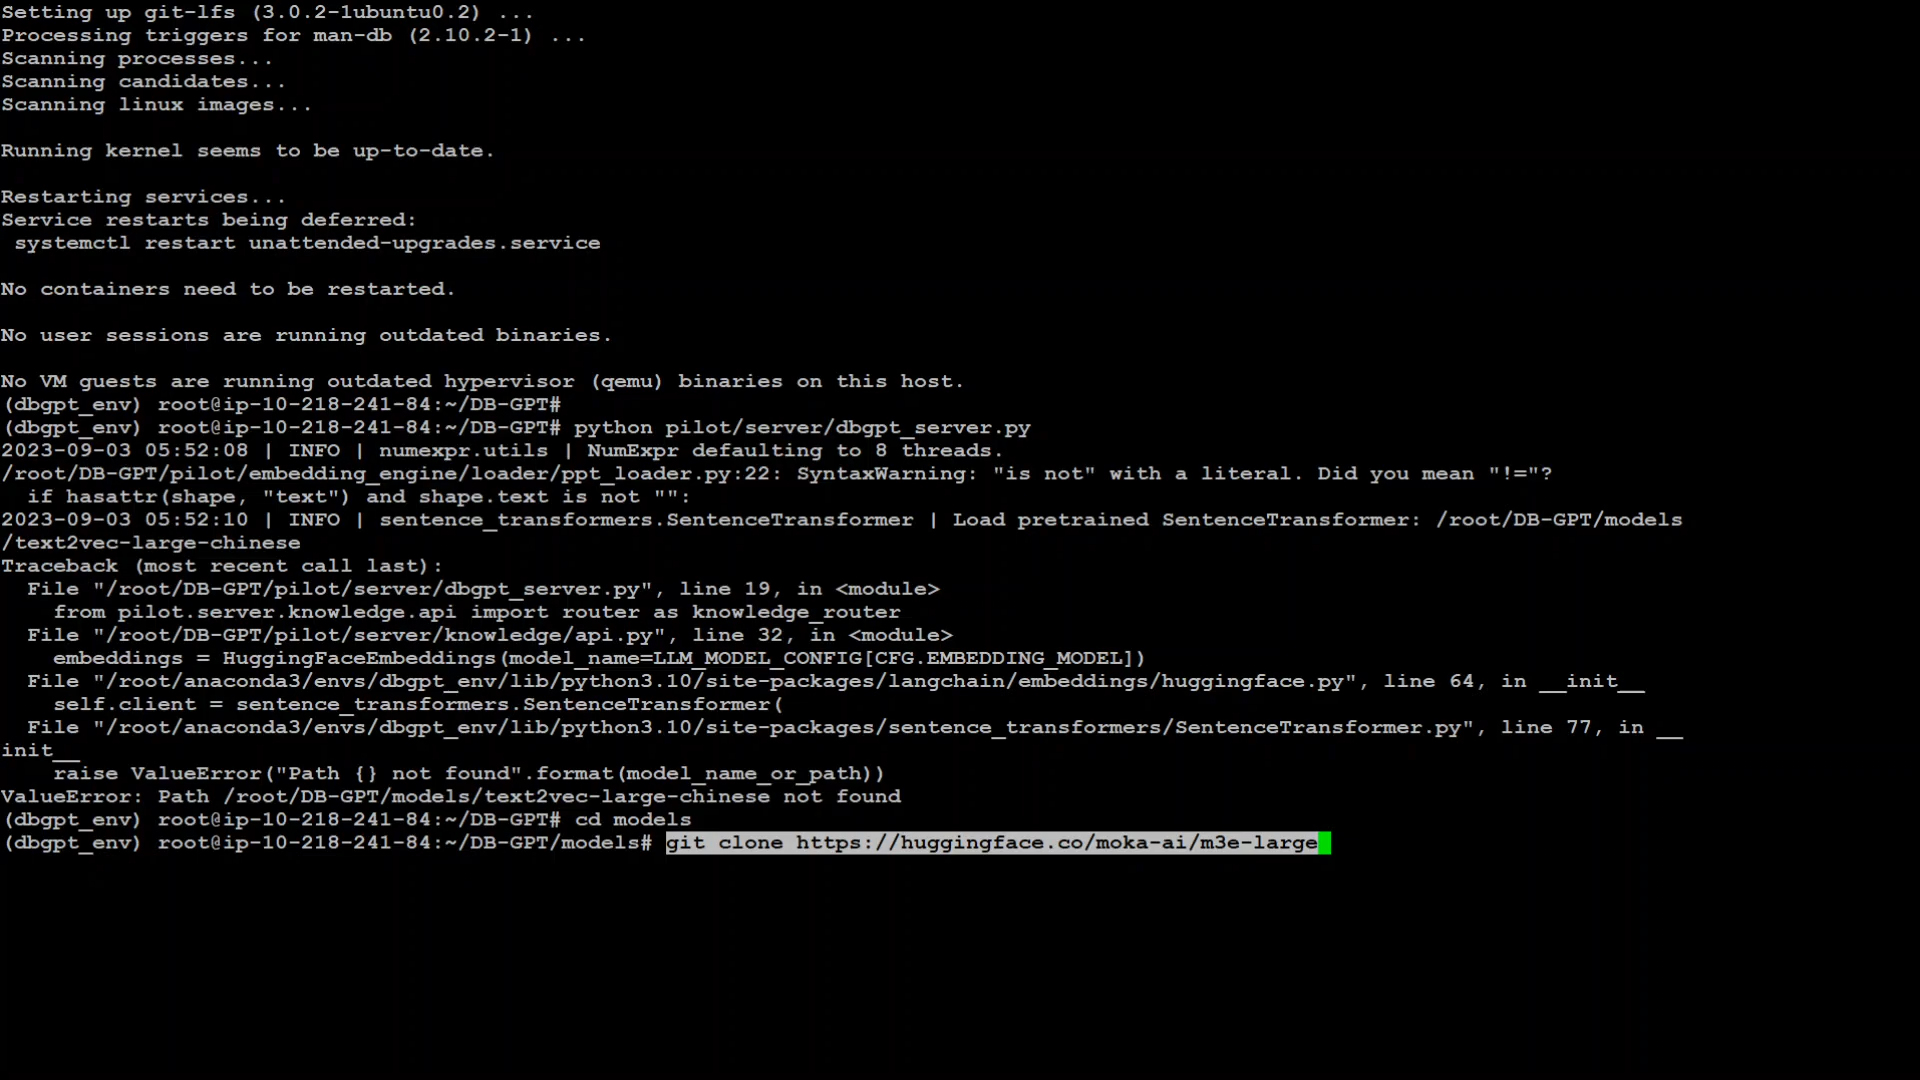 Setting up git-lfs (3.0.2-1ubuntu0.2) ...
Processing triggers for man-db (2.10.2-1) ...
Scanning processes...
Scanning candidates...
Scanning linux images...
Running kernel seems to be up-to-date.
Restarting services...
Service restarts being deferred:
 systemctl restart unattended-upgrades.service
No containers need to be restarted.
No user sessions are running outdated binaries.
No VM guests are running outdated hypervisor (qemu) binaries on this host.
(dbgpt_env) root@ip-10-218-241-84:~/DB-GPT#
(dbgpt_env) root@ip-10-218-241-84:~/DB-GPT# python pilot/server/dbgpt_server.py
2023-09-03 05:52:08 | INFO | numexpr.utils | NumExpr defaulting to 8 threads.
/root/DB-GPT/pilot/embedding_engine/loader/ppt_loader.py:22: SyntaxWarning: "is not" with a literal. Did you mean "!="?
  if hasattr(shape, "text") and shape.text is not "":
2023-09-03 05:52:10 | INFO | sentence_transformers.SentenceTransformer | Load pretrained SentenceTransformer: /root/DB-GPT/models
/text2vec-large-chinese
Traceback (most recent call last):
  File "/root/DB-GPT/pilot/server/dbgpt_server.py", line 19, in <module>
    from pilot.server.knowledge.api import router as knowledge_router
  File "/root/DB-GPT/pilot/server/knowledge/api.py", line 32, in <module>
    embeddings = HuggingFaceEmbeddings(model_name=LLM_MODEL_CONFIG[CFG.EMBEDDING_MODEL])
  File "/root/anaconda3/envs/dbgpt_env/lib/python3.10/site-packages/langchain/embeddings/huggingface.py", line 64, in __init__
    self.client = sentence_transformers.SentenceTransformer(
  File "/root/anaconda3/envs/dbgpt_env/lib/python3.10/site-packages/sentence_transformers/SentenceTransformer.py", line 77, in __
init__
    raise ValueError("Path {} not found".format(model_name_or_path))
ValueError: Path /root/DB-GPT/models/text2vec-large-chinese not found
(dbgpt_env) root@ip-10-218-241-84:~/DB-GPT# cd models
(dbgpt_env) root@ip-10-218-241-84:~/DB-GPT/models# git clone https://huggingface.co/moka-ai/m3e-large